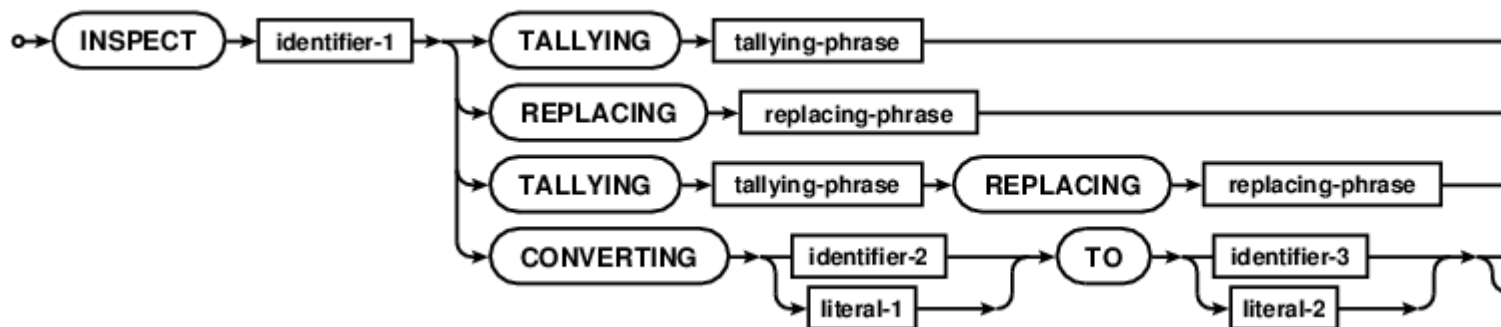 INSPECT identifier-1 TALLYING tallying-phrase
REPLACING replacing-phrase
TALLYING tallying-phrase REPLACING replacing-phrase
CONVERTING identifier-2 TO identifier-3
literal-1 literal-2